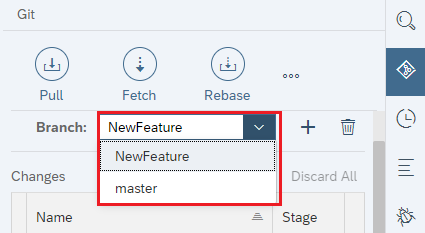 Git
Pull Fetch Rebase
Branch: NewFeature
NewFeature
master
Changes Discard All
Name Stage